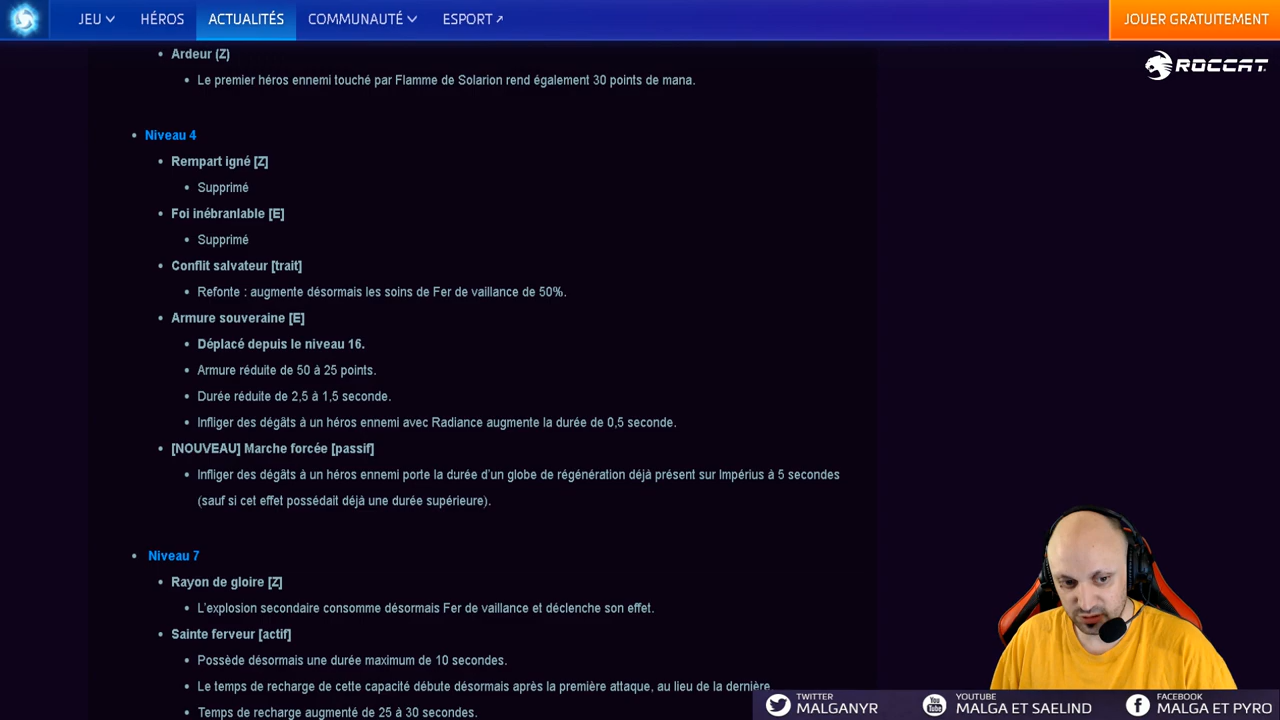 JEU HÉROS ACTUALITÉS COMMUNAUTÉ ESPORT JOUER GRATUITEMENT
ROCCAT
Ardeur (Z)
Le premier héros ennemi touché par Flamme de Solarion rend également 30 points de mana.
Niveau 4
Rempart igné [Z]
Supprimé
Foi inébranlable [E]
Supprimé
Conflit salvateur [trait]
Refonte : augmente désormais les soins de Fer de vaillance de 50%.
Armure souveraine [E]
Déplacé depuis le niveau 16.
Armure réduite de 50 à 25 points.
Durée réduite de 2,5 à 1,5 seconde.
Infliger des dégâts à un héros ennemi avec Radiance augmente la durée de 0,5 seconde.
[NOUVEAU] Marche forcée [passif]
Infliger des dégâts à un héros ennemi porte la durée d'un globe de régénération déjà présent sur Impérius à 5 secondes
(sauf si cet effet possédait déjà une durée supérieure).
Niveau 7
Rayon de gloire [Z]
L'explosion secondaire consomme désormais Fer de vaillance et déclenche son effet.
Sainte ferveur [actif]
Possède désormais une durée maximum de 10 secondes.
Le temps de recharge de cette capacité débute désormais après la première attaque, au lieu de la dernière.
Temps de recharge augmenté de 25 à 30 secondes.
TWITTER
MALGANYR
YOUTUBE
MALGA ET SAELIND
FACEBOOK
MALGA ET PYRO